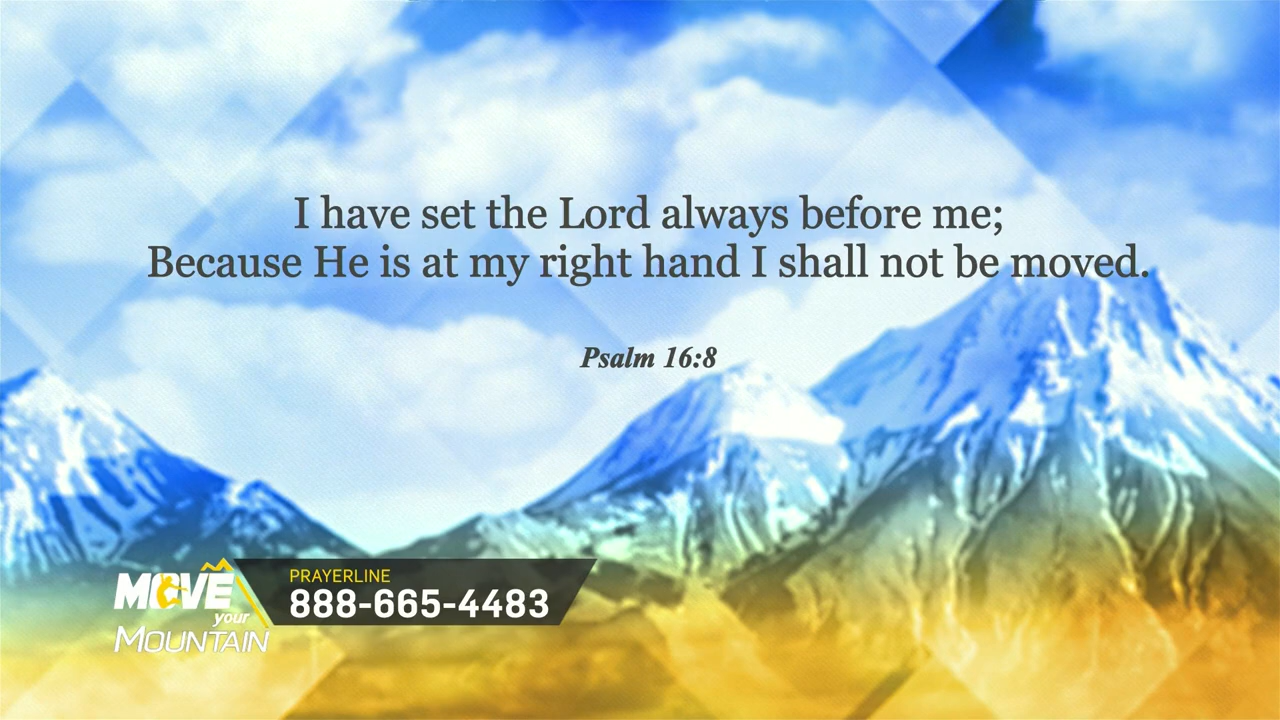 I have set the Lord always before me;
Because He is at my right hand I shall not be moved.
Psalm 16:8
MOVE
your
MOUNTAIN
PRAYERLINE
888-665-4483